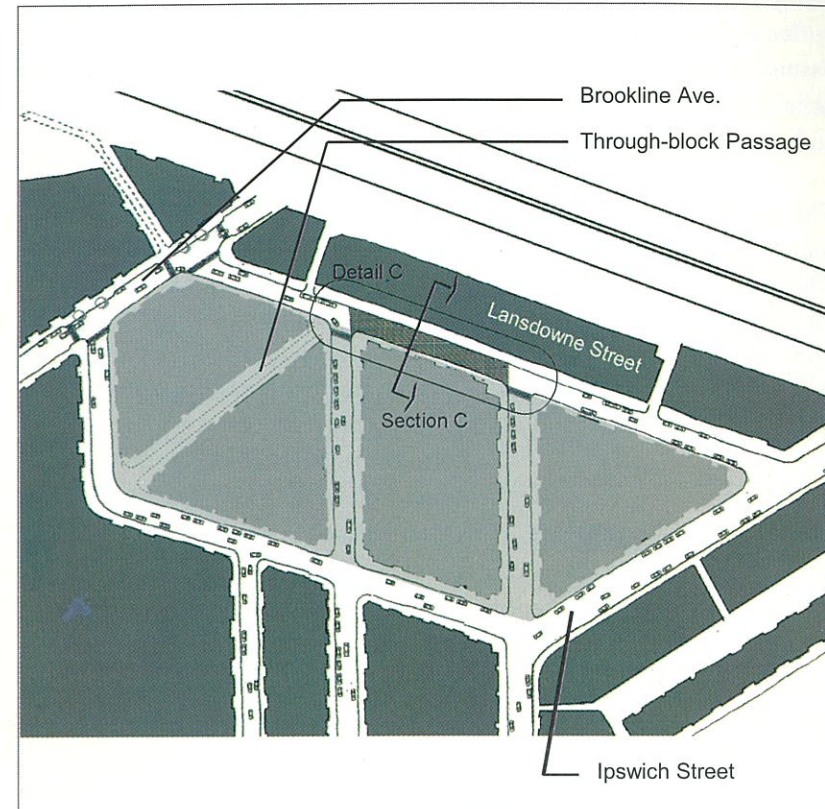 Brookline Ave.
Through-block Passage
Detail C
Lansdowne Street
Section C
Ipswich Street